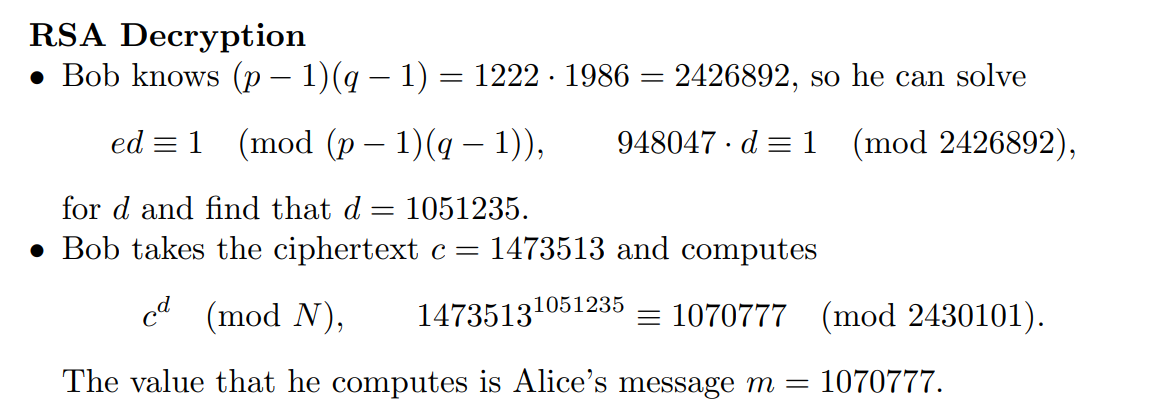 RSA Decryption
• Bob knows (p − 1)(q − 1) = 1222 · 1986 = 2426892, so he can solve
ed ≡ 1 (mod (p − 1)(q − 1)), 948047 · d ≡ 1 (mod 2426892),
for d and find that d = 1051235.
• Bob takes the ciphertext c = 1473513 and computes
c^d (mod N), 1473513^1051235 ≡ 1070777 (mod 2430101).
The value that he computes is Alice's message m = 1070777.